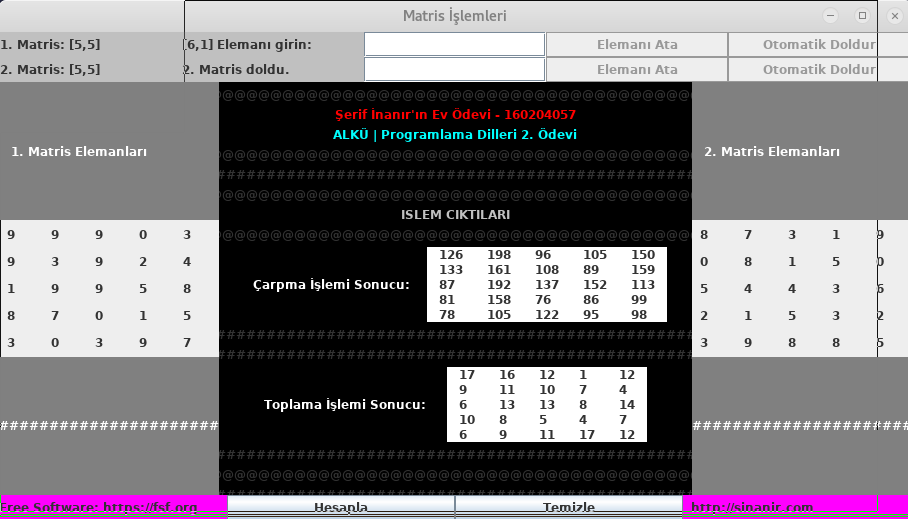 Matris İşlemleri
1. Matris: [5,5] [6,1] Elemanı girin: Elemanı Ata Otomatik Doldur
2. Matris: [5,5] 2. Matris doldu. Elemanı Ata Otomatik Doldur
Şerif İnanır'ın Ev Ödevi - 160204057
ALKÜ | Programlama Dilleri 2. Ödevi
1. Matris Elemanları
2. Matris Elemanları
ISLEM CIKTILARI
9 9 9 0 3
9 3 9 2 4
1 9 9 5 8
8 7 0 1 5
3 0 3 9 7
Çarpma İşlemi Sonucu:
126 198 96 105 150
133 161 108 89 159
87 192 137 152 113
81 158 76 86 99
78 105 122 95 98
8 7 3 1 9
0 8 1 5 0
5 4 4 3 6
2 1 5 3 2
3 9 8 8 5
Toplama İşlemi Sonucu:
17 16 12 1 12
9 11 10 7 4
6 13 13 8 14
10 8 5 4 7
6 9 11 17 12
Free Software: https://fsf.org Hesapla Temizle http://sinanir.com